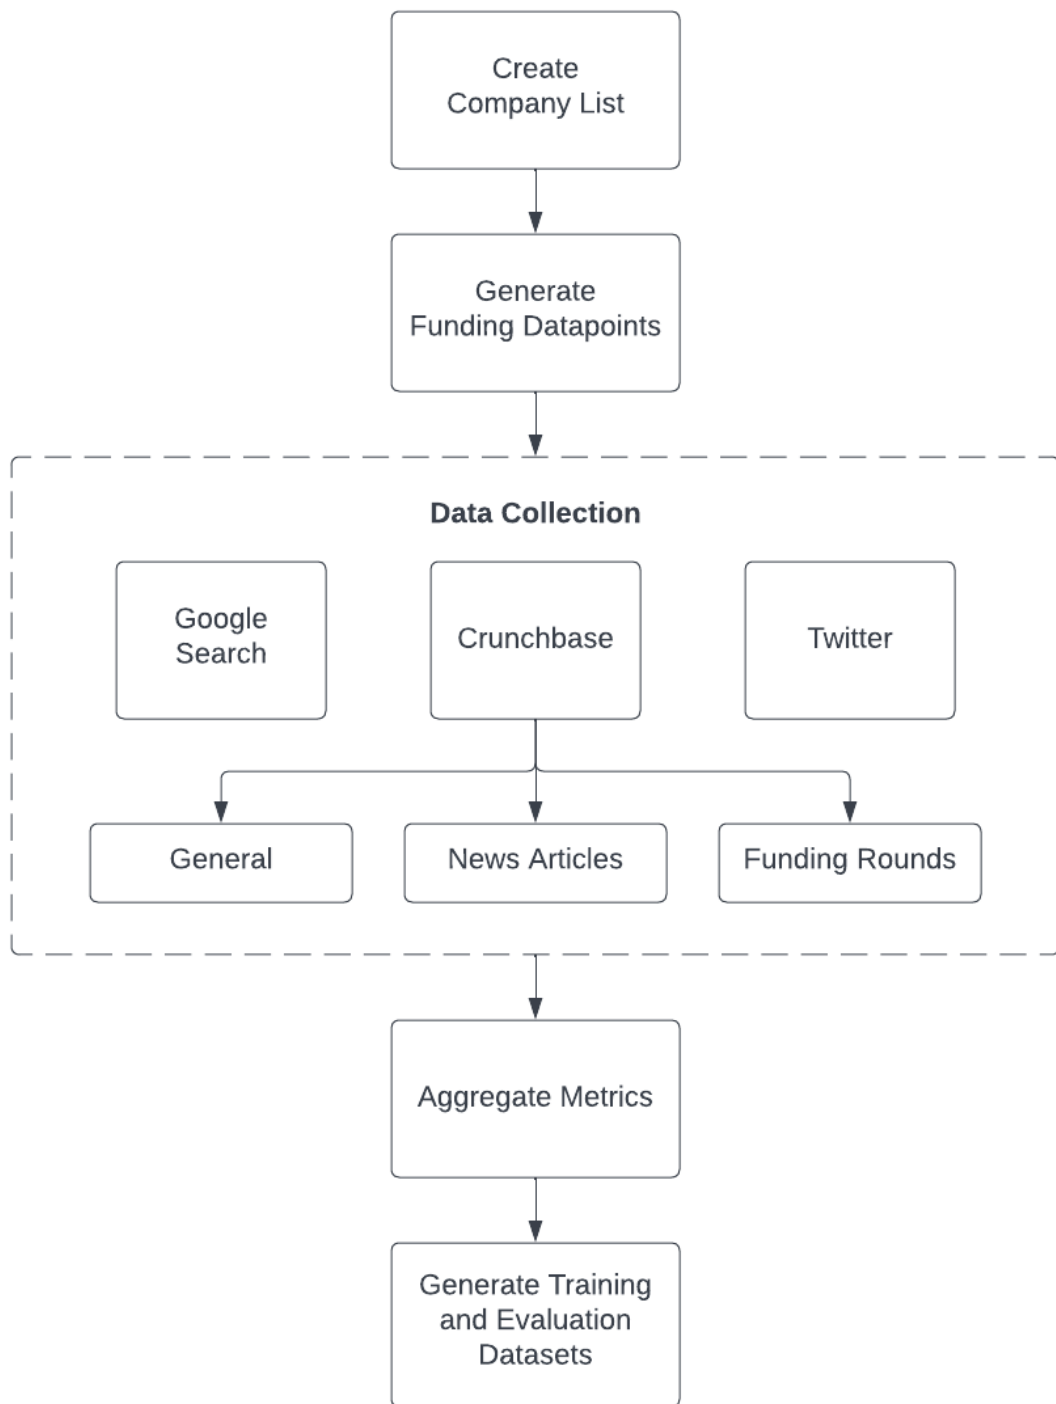 Create
Company List
Generate
Funding Datapoints
Data Collection
Google
Search
Crunchbase
Twitter
General
News Articles
Funding Rounds
Aggregate Metrics
Generate Training
and Evaluation
Datasets